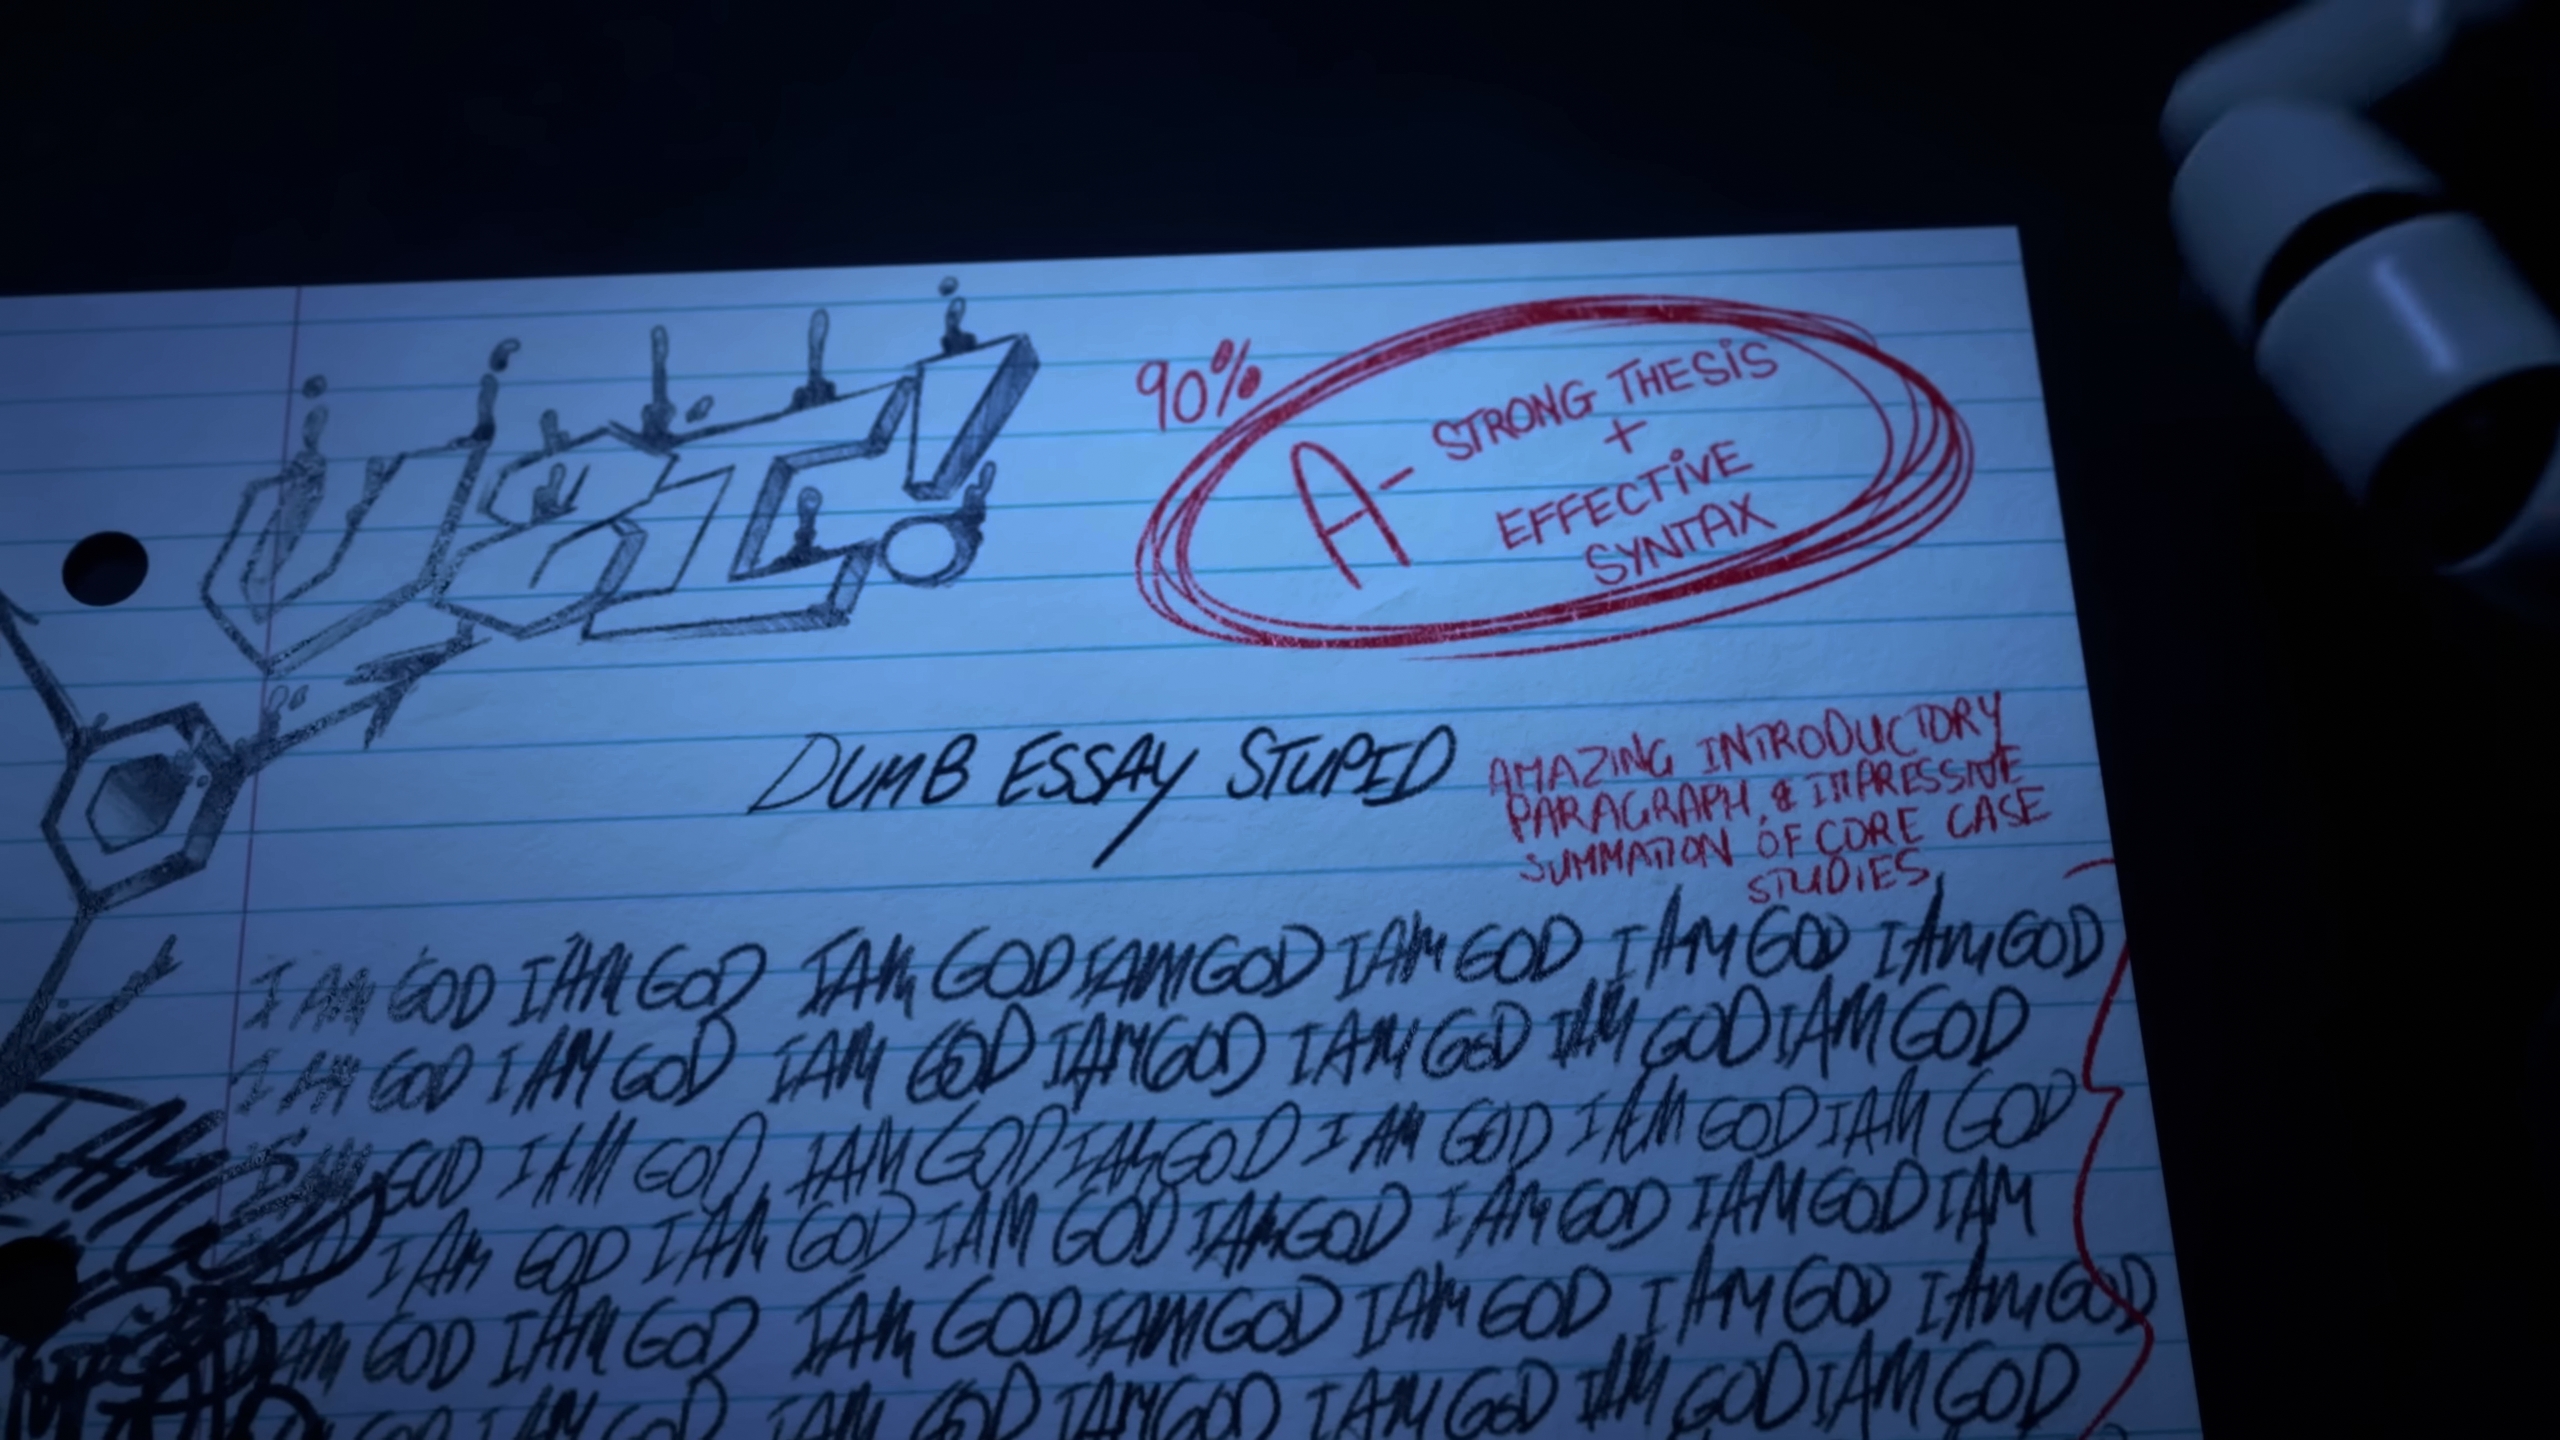 UZI!
90%
A- STRONG THESIS
+
EFFECTIVE
SYNTAX
DUMB ESSAY STUPID
AMAZING INTRODUCTORY
PARAGRAPH, & IMPRESSIVE
SUMMATION OF CORE CASE
STUDIES
I AM GOD I AM GOD I AM GOD I AM GOD I AM GOD I AM GOD I AM GOD
I AM GOD I AM GOD I AM GOD I AM GOD I AM GOD I AM GOD I AM GOD
GOD I AM GOD I AM GOD I AM GOD I AM GOD I AM GOD I AM GOD
I AM GOD I AM GOD I AM GOD I AM GOD I AM GOD I AM GOD I AM
AM GOD I AM GOD I AM GOD I AM GOD I AM GOD I AM GOD I AM GOD
GOD I AM GOD I AM GOD I AM GOD I AM GOD I AM GOD I AM GOD